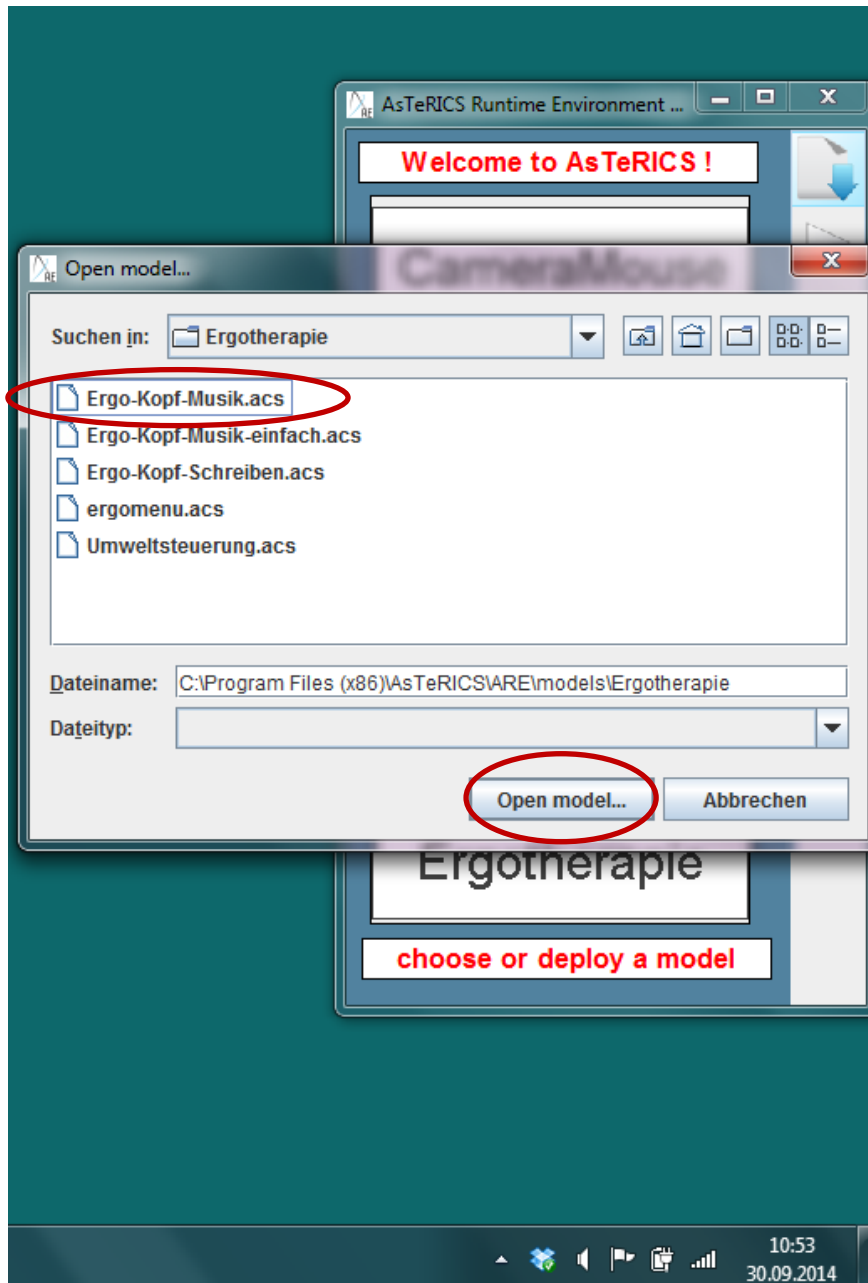 AsTeRICS Runtime Environment ...
Welcome to AsTeRICS !
CameraMouse
Open model...
Suchen in: Ergotherapie
Ergo-Kopf-Musik.acs
Ergo-Kopf-Musik-einfach.acs
Ergo-Kopf-Schreiben.acs
ergomenu.acs
Umweltsteuerung.acs
Dateiname: C:\Program Files (x86)\AsTeRICS\ARE\models\Ergotherapie
Dateityp:
Open model... Abbrechen
Ergotherapie
choose or deploy a model
10:53
30.09.2014